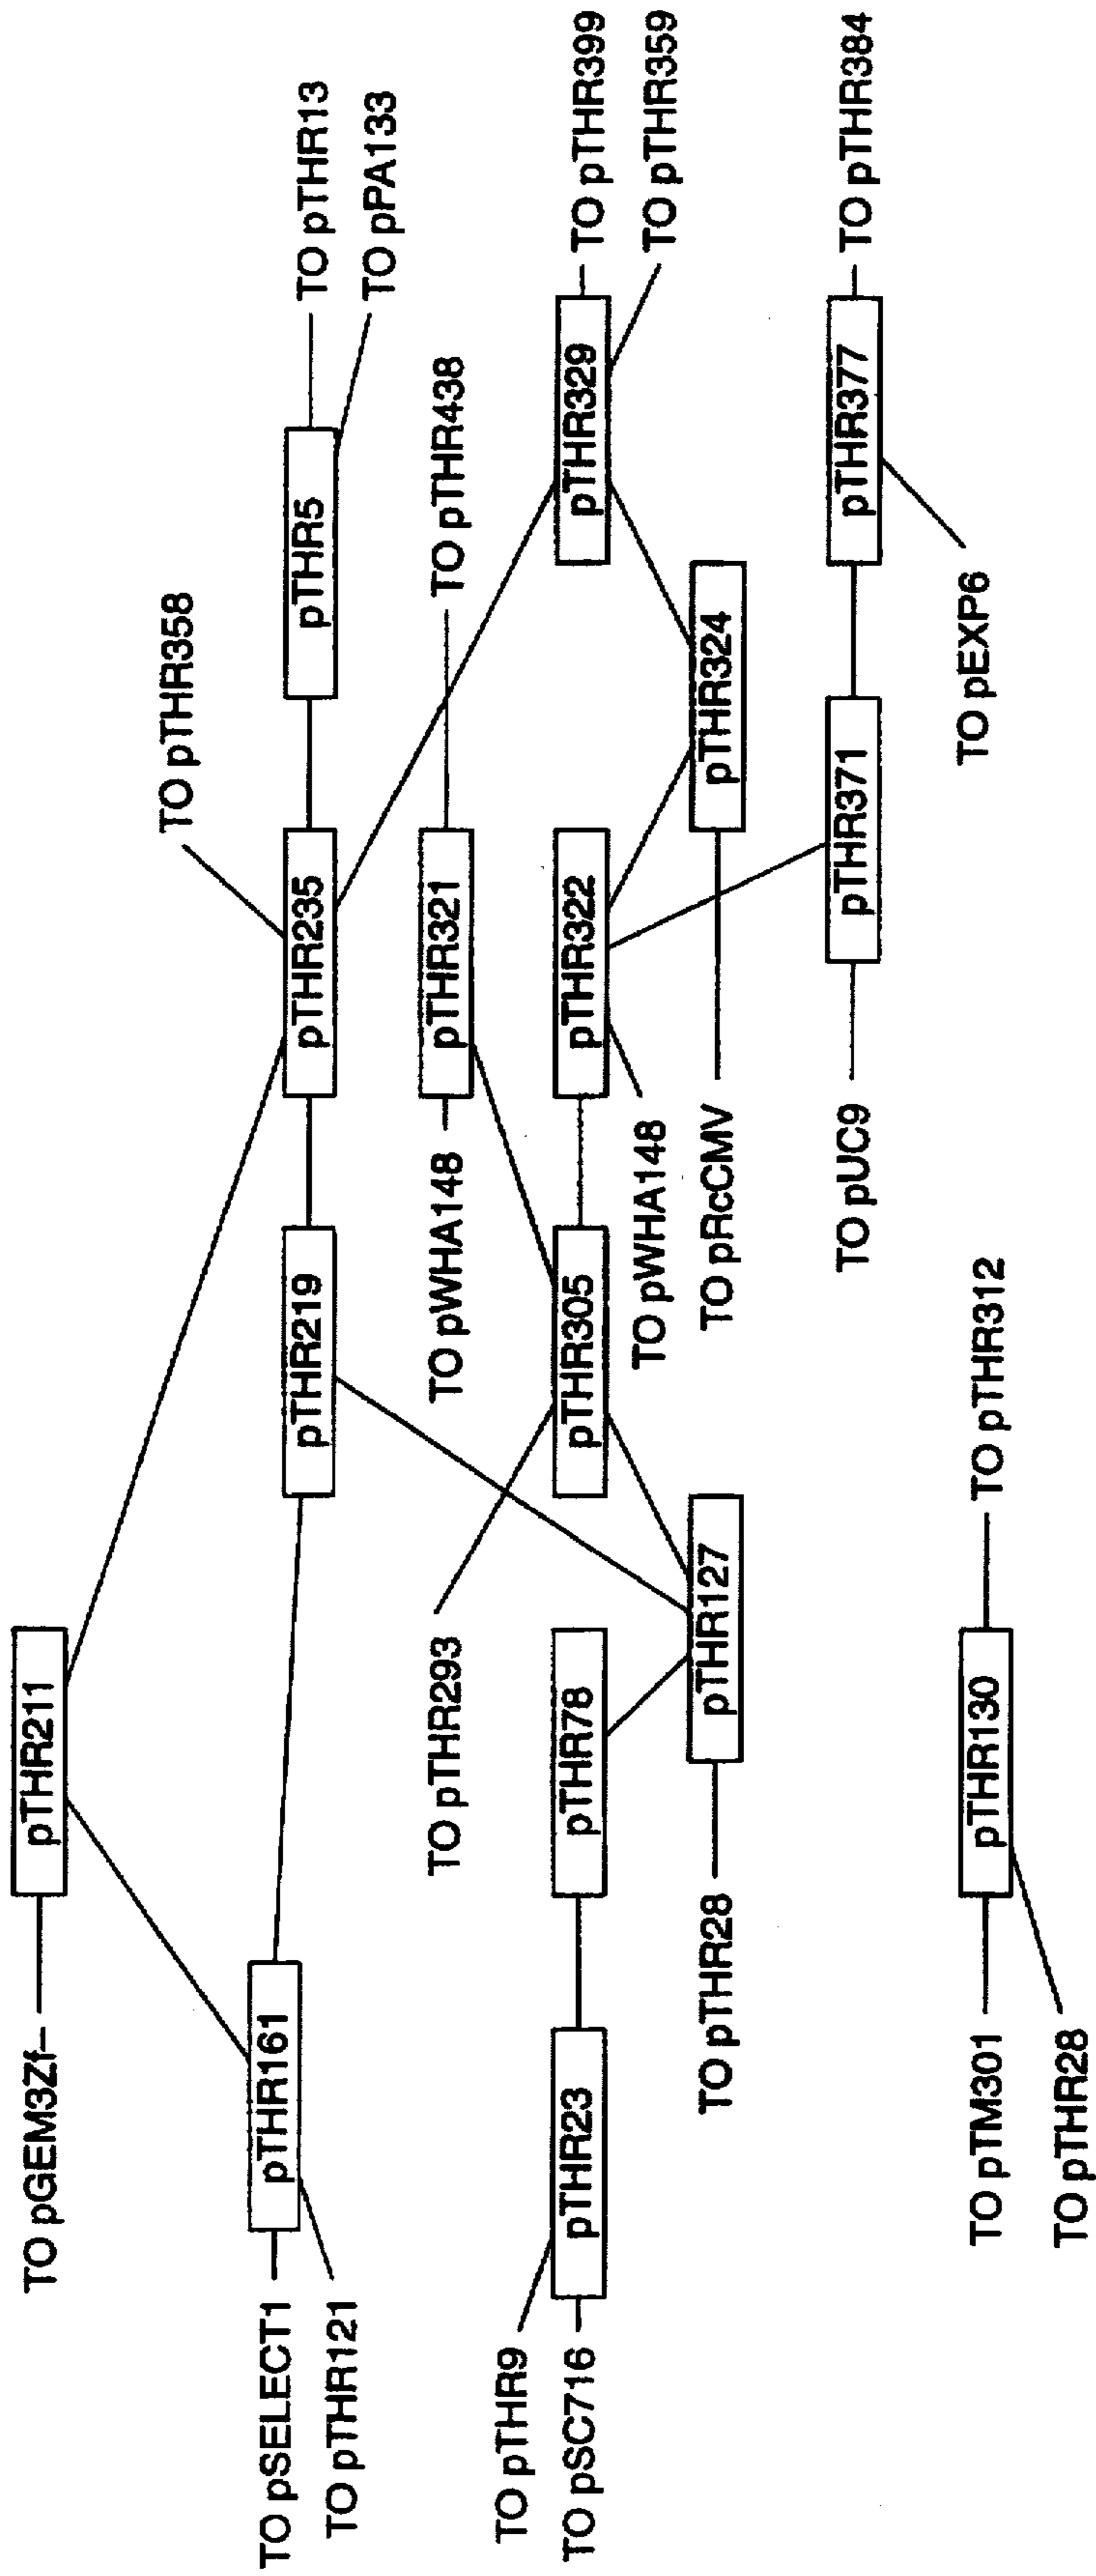 TO pGEM3Zf–
pTHR211
TO pSELECT1
TO pTHR121
pTHR161
pTHR219
pTHR235
TO pTHR358
pTHR5
TO pTHR13
TO pPA133
TO pWHA148
pTHR321
TO pTHR438
TO pTHR293
TO pTHR9
TO pSC716
pTHR23
pTHR78
pTHR305
pTHR322
TO pWHA148
pTHR329
TO pTHR399
TO pTHR359
TO pTHR28
pTHR127
TO pRcCMV
pTHR324
TO pUC9
pTHR371
pTHR377
TO pTHR384
TO pEXP6
TO pTM301
TO pTHR28
pTHR130
TO pTHR312